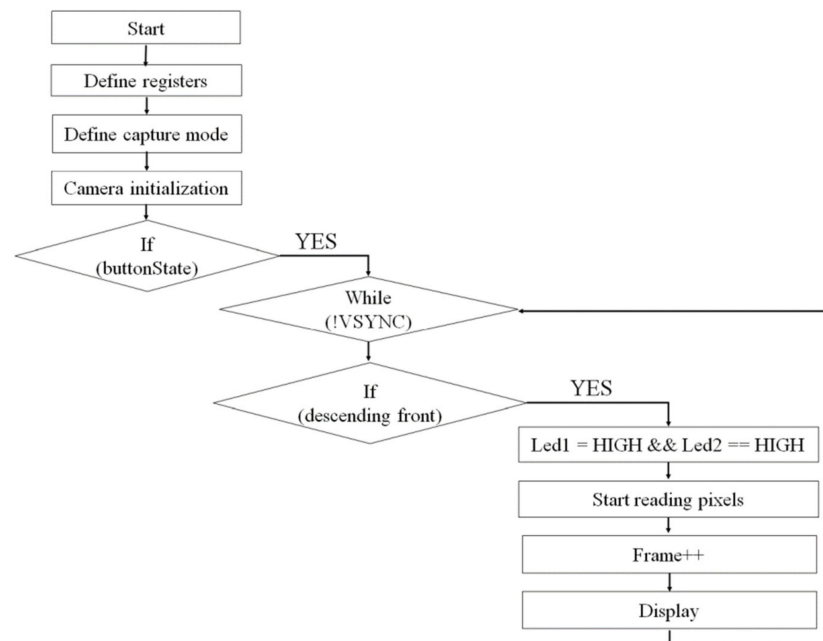 Start
Define registers
Define capture mode
Camera initialization
If
(buttonState)
YES
While
(!VSYNC)
If
(descending front)
YES
Led1 = HIGH && Led2 == HIGH
Start reading pixels
Frame++
Display